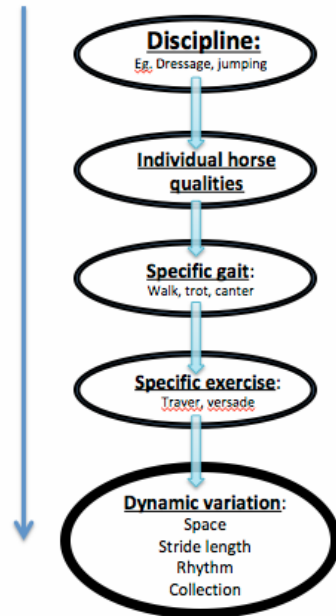 Discipline:
Eg. Dressage, jumping
Individual horse
qualities
Specific gait:
Walk, trot, canter
Specific exercise:
Traver, versade
Dynamic variation:
Space
Stride length
Rhythm
Collection